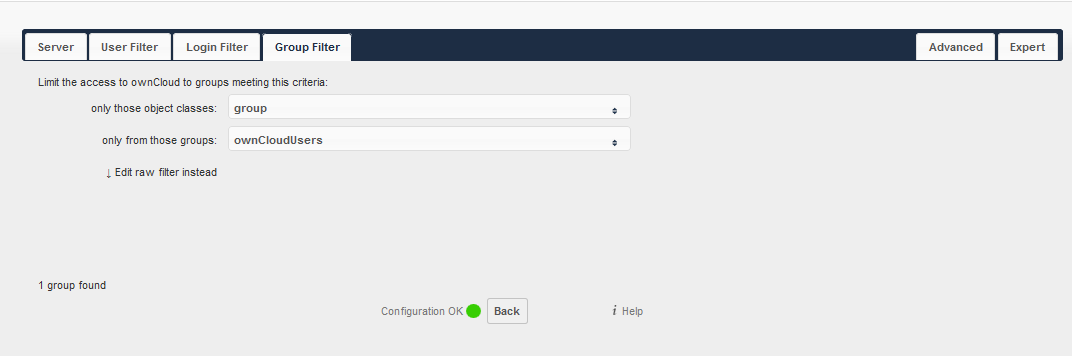 Server User Filter Login Filter Group Filter Advanced Expert
Limit the access to ownCloud to groups meeting this criteria:
only those object classes: group
only from those groups: ownCloudUsers
↓ Edit raw filter instead
1 group found
Configuration OK Back i Help